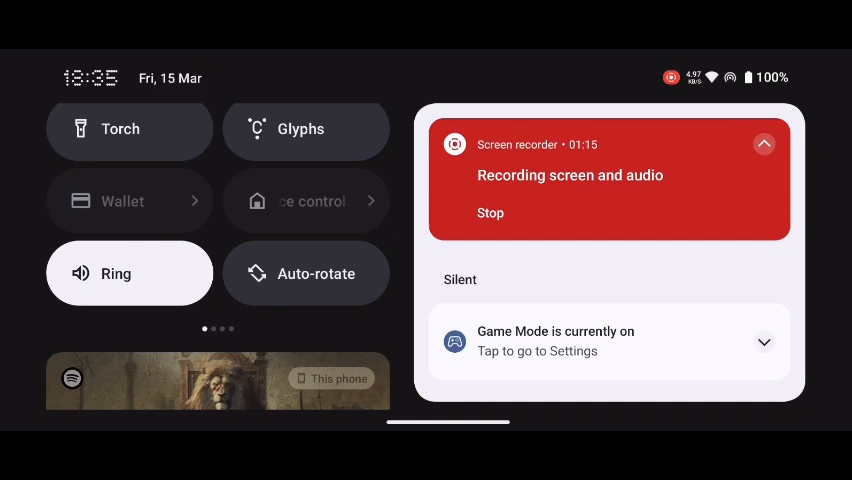 18:35 Fri, 15 Mar 4.97 KB/S 100%
Torch Glyphs
Wallet ce control
Ring Auto-rotate
This phone
Screen recorder • 01:15
Recording screen and audio
Stop
Silent
Game Mode is currently on
Tap to go to Settings